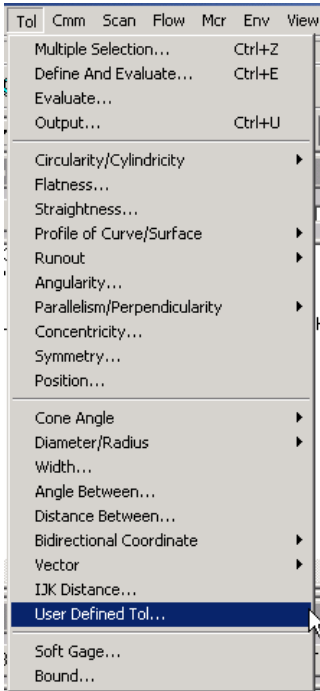 Tol Cmm Scan Flow Mcr Env View
Multiple Selection... Ctrl+Z
Define And Evaluate... Ctrl+E
Evaluate...
Output... Ctrl+U
Circularity/Cylindricity
Flatness...
Straightness...
Profile of Curve/Surface
Runout
Angularity...
Parallelism/Perpendicularity
Concentricity...
Symmetry...
Position...
Cone Angle
Diameter/Radius
Width...
Angle Between...
Distance Between...
Bidirectional Coordinate
Vector
IJK Distance...
User Defined Tol...
Soft Gage...
Bound...